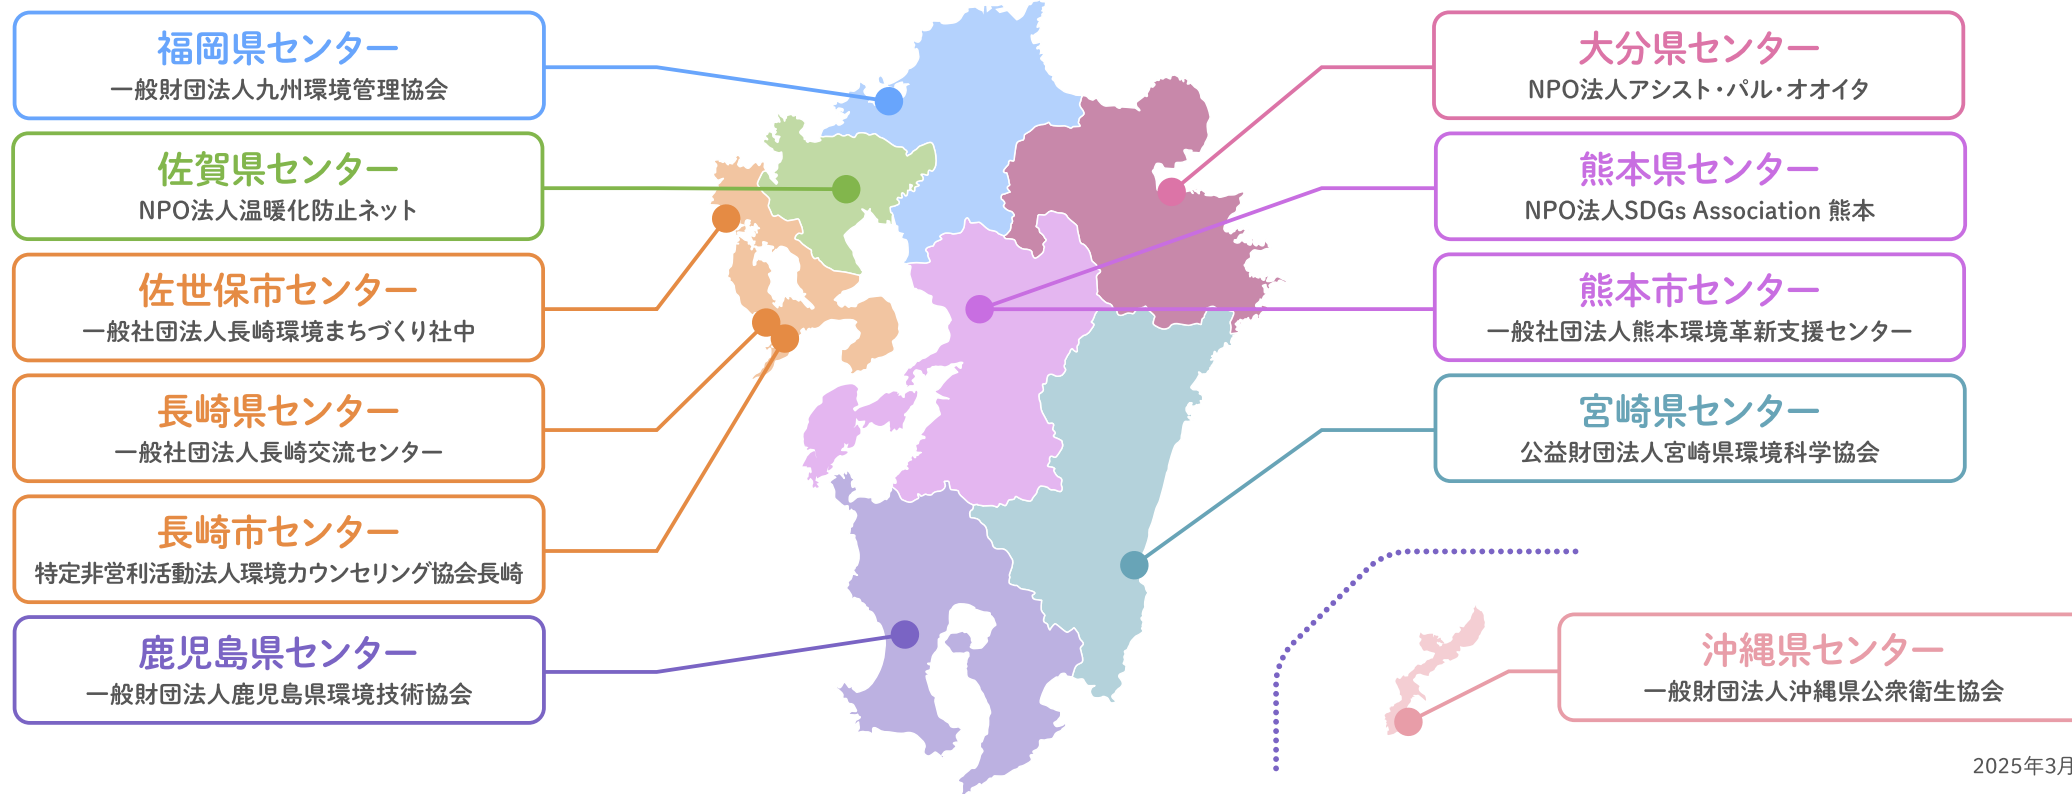 福岡県センター
一般財団法人九州環境管理協会
佐賀県センター
NPO法人温暖化防止ネット
佐世保市センター
一般社団法人長崎環境まちづくり社中
長崎県センター
一般社団法人長崎交流センター
長崎市センター
特定非営利活動法人環境カウンセリング協会長崎
鹿児島県センター
一般財団法人鹿児島県環境技術協会
大分県センター
NPO法人アシスト・パル・オオイタ
熊本県センター
NPO法人SDGs Association 熊本
熊本市センター
一般社団法人熊本環境革新支援センター
宮崎県センター
公益財団法人宮崎県環境科学協会
沖縄県センター
一般財団法人沖縄県公衆衛生協会
2025年3月